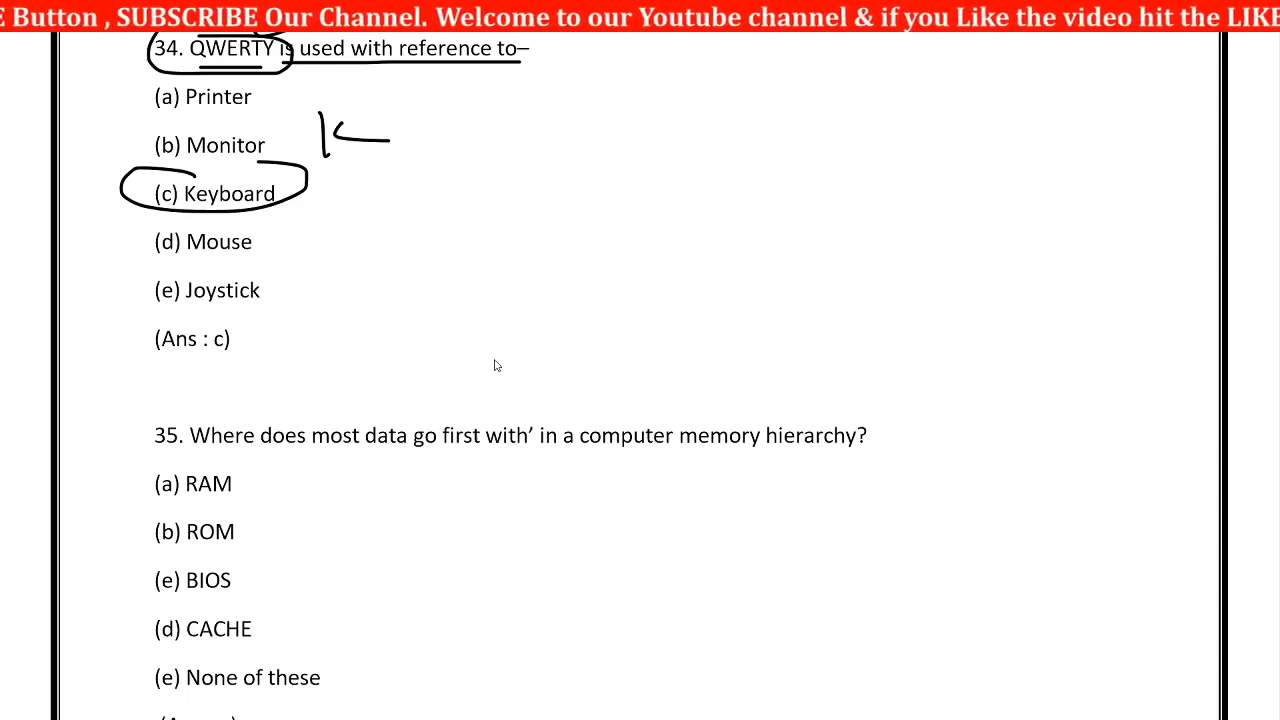 E Button , SUBSCRIBE Our Channel. Welcome to our Youtube channel & if you Like the video hit the LIKE
34. QWERTY is used with reference to–
(a) Printer
(b) Monitor
(c) Keyboard
(d) Mouse
(e) Joystick
(Ans : c)
35. Where does most data go first with’ in a computer memory hierarchy?
(a) RAM
(b) ROM
(e) BIOS
(d) CACHE
(e) None of these